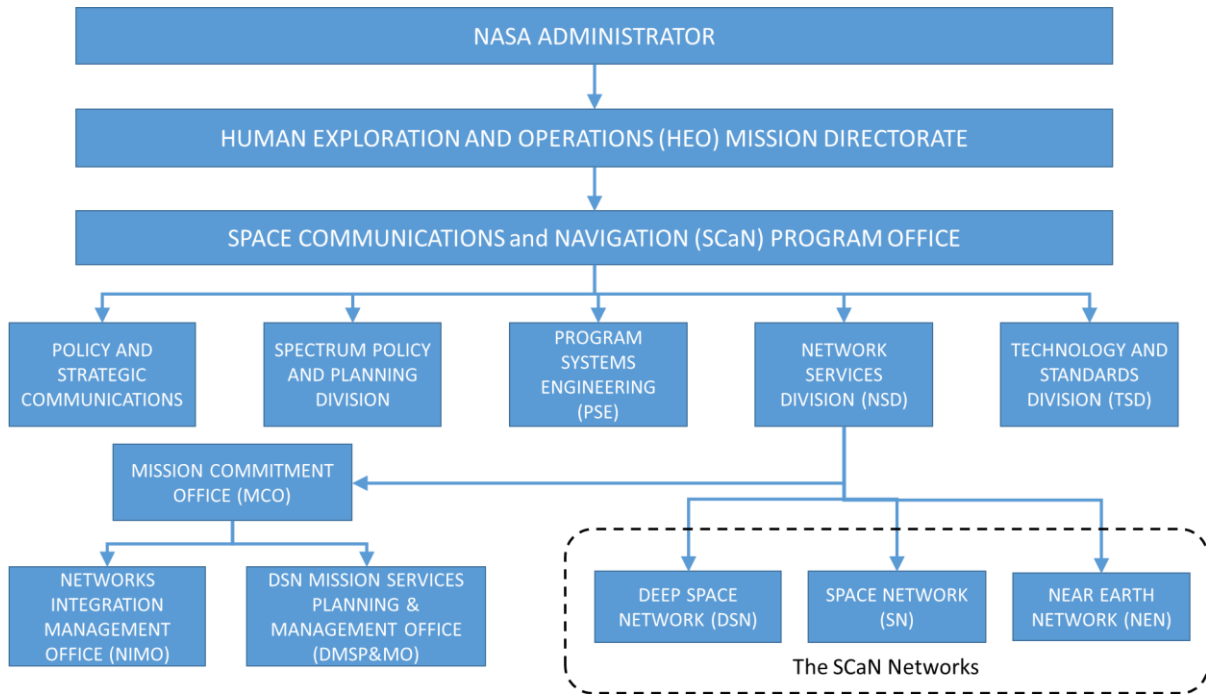 NASA ADMINISTRATOR
HUMAN EXPLORATION AND OPERATIONS (HEO) MISSION DIRECTORATE
SPACE COMMUNICATIONS and NAVIGATION (SCaN) PROGRAM OFFICE
POLICY AND
STRATEGIC
COMMUNICATIONS
SPECTRUM POLICY
AND PLANNING
DIVISION
PROGRAM
SYSTEMS
ENGINEERING
(PSE)
NETWORK
SERVICES
DIVISION (NSD)
TECHNOLOGY AND
STANDARDS
DIVISION (TSD)
MISSION COMMITMENT
OFFICE (MCO)
NETWORKS
INTEGRATION
MANAGEMENT
OFFICE (NIMO)
DSN MISSION SERVICES
PLANNING &
MANAGEMENT OFFICE
(DMSP&MO)
DEEP SPACE
NETWORK (DSN)
SPACE NETWORK
(SN)
NEAR EARTH
NETWORK (NEN)
The SCaN Networks